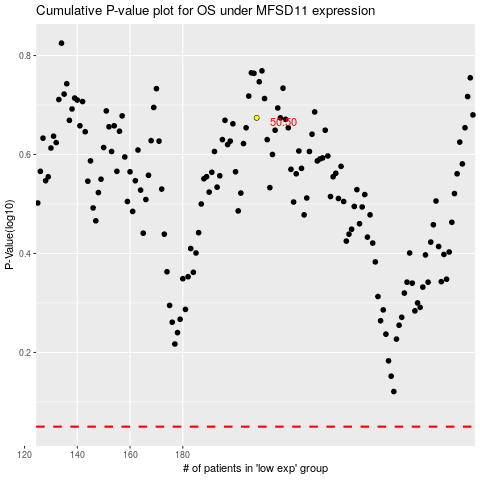 Cumulative P-value plot for OS under MFSD11 expression
P-Value(log10)
0.8
0.6
0.4
0.2
50:50
120 140 160 180
# of patients in 'low exp' group